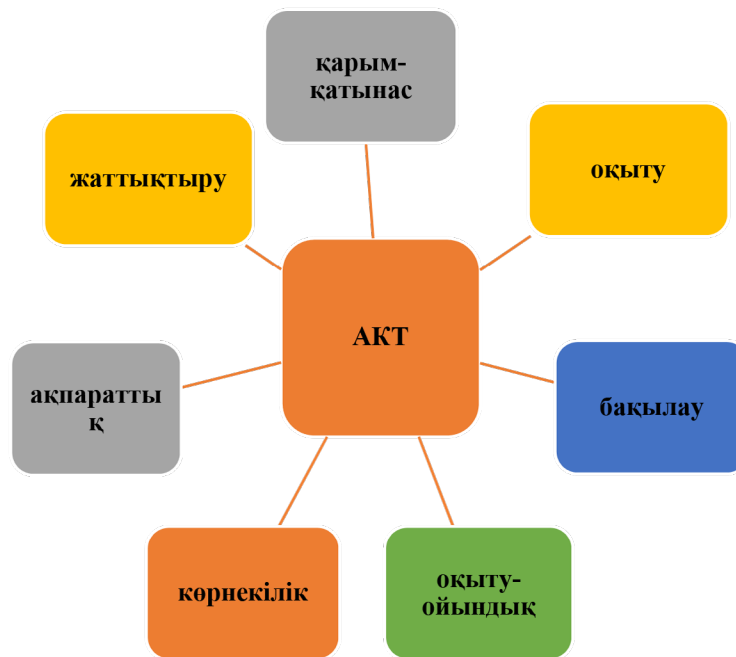 қарым-
қатынас
жаттықтыру
оқыту
АКТ
ақпаратты
қ
бақылау
көрнекілік
оқыту-
ойындық